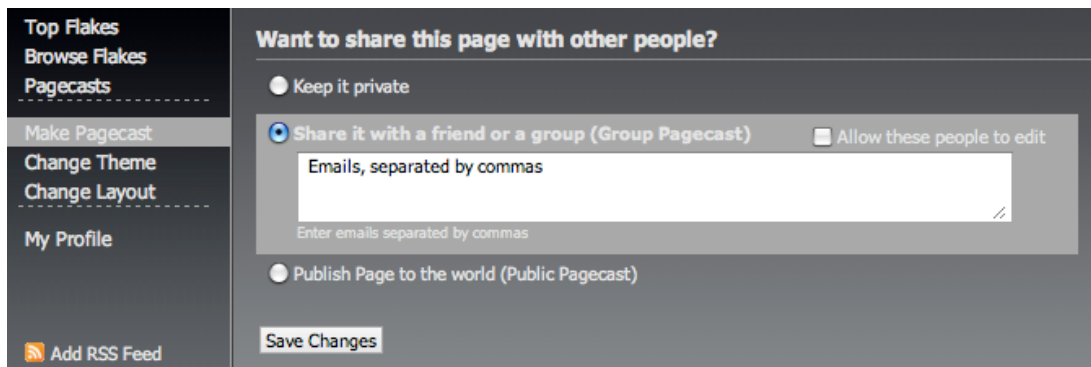 Top Flakes
Browse Flakes
Pagecasts
Make Pagecast
Change Theme
Change Layout
My Profile
Add RSS Feed
Want to share this page with other people?
Keep it private
Share it with a friend or a group (Group Pagecast)
Allow these people to edit
Emails, separated by commas
Enter emails separated by commas
Publish Page to the world (Public Pagecast)
Save Changes